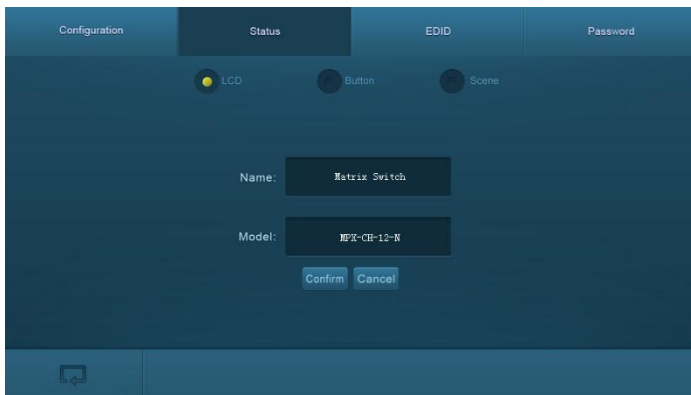 Configuration Status EDID Password
LCD Button Scene
Name: Matrix Switch
Model: MPX-CH-12-N
Confirm Cancel